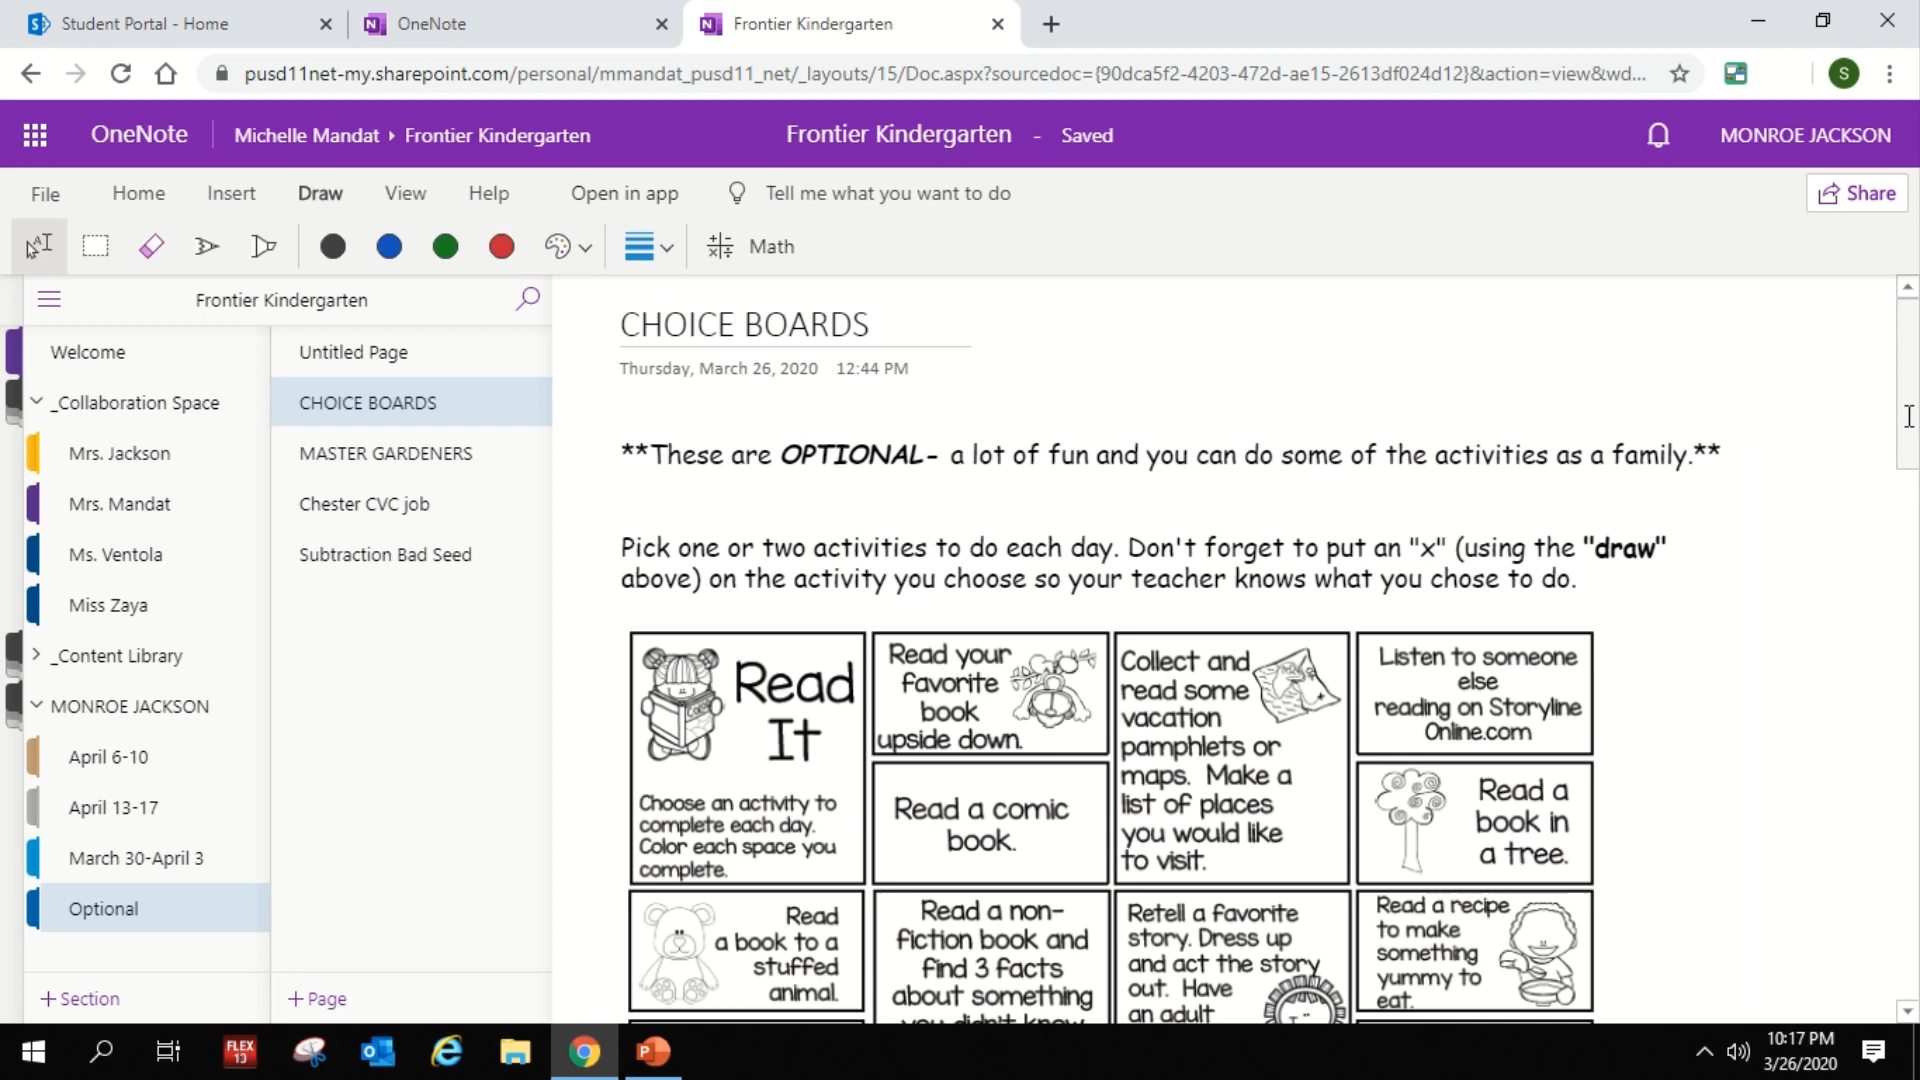 Student Portal - Home
OneNote
Frontier Kindergarten
pusd11net-my.sharepoint.com/personal/mmandat_pusd11_net/_layouts/15/Doc.aspx?sourcedoc={90dca5f2-4203-472d-ae15-2613df024d12}&action=view&wd...
S
OneNote
Michelle Mandat
Frontier Kindergarten
Frontier Kindergarten - Saved
MONROE JACKSON
File
Home
Insert
Draw
View
Help
Open in app
Tell me what you want to do
Share
Math
Frontier Kindergarten
Welcome
_Collaboration Space
Mrs. Jackson
Mrs. Mandat
Ms. Ventola
Miss Zaya
_Content Library
MONROE JACKSON
April 6-10
April 13-17
March 30-April 3
Optional
+ Section
Untitled Page
CHOICE BOARDS
MASTER GARDENERS
Chester CVC job
Subtraction Bad Seed
+ Page
CHOICE BOARDS
Thursday, March 26, 2020 12:44 PM
**These are OPTIONAL- a lot of fun and you can do some of the activities as a family.**
Pick one or two activities to do each day. Don't forget to put an "x" (using the "draw"
above) on the activity you choose so your teacher knows what you chose to do.
Read
It
Choose an activity to
complete each day.
Color each space you
complete.
Read your
favorite
book
upside down.
Read a comic
book.
Collect and
read some
vacation
pamphlets or
maps. Make a
list of places
you would like
to visit.
Listen to someone
else
reading on Storyline
Online.com
Read a
book in
a tree.
Read
a book to a
stuffed
animal.
Read a non-
fiction book and
find 3 facts
about something
you didn't know
Retell a favorite
story. Dress up
and act the story
out. Have
an adult
Read a recipe
to make
something
yummy to
eat.
FLEX
13
10:17 PM
3/26/2020